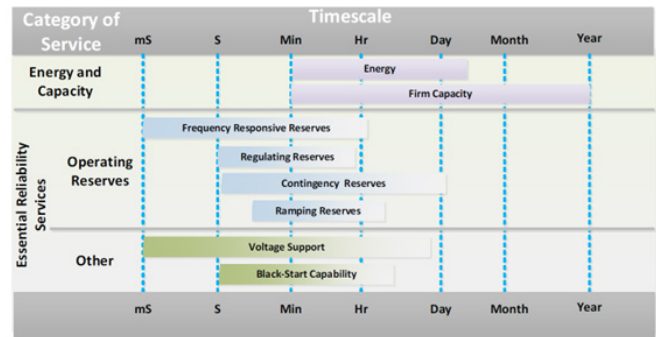 Category of Service
Timescale
mS S Min Hr Day Month Year
Energy and Capacity
Energy
Firm Capacity
Essential Reliability Services
Operating Reserves
Frequency Responsive Reserves
Regulating Reserves
Contingency Reserves
Ramping Reserves
Other
Voltage Support
Black-Start Capability
mS S Min Hr Day Month Year